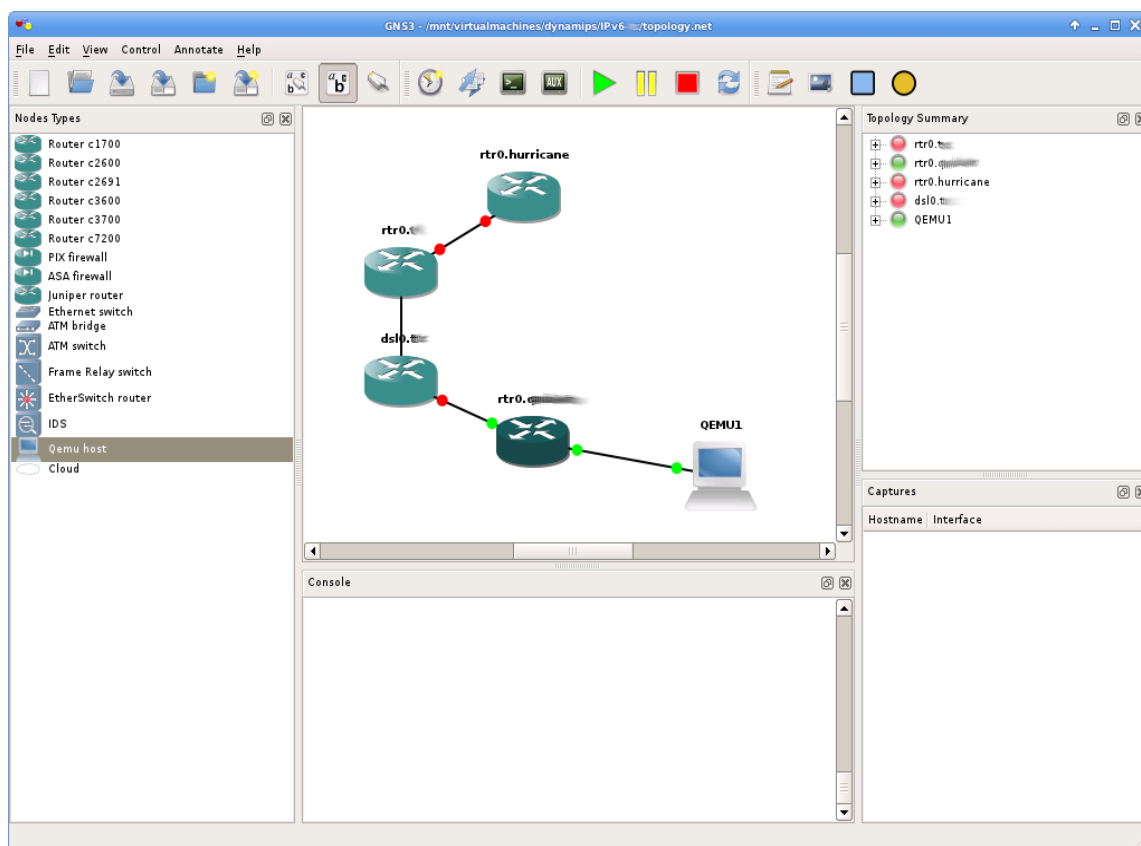 GNS3 - /mnt/virtualmachines/dynamips/IPv6- /topology.net
File Edit View Control Annotate Help
a b c
a b c
AUX
Nodes Types
Router c1700
Router c2600
Router c2691
Router c3600
Router c3700
Router c7200
PIX firewall
ASA firewall
Juniper router
Ethernet switch
ATM bridge
ATM switch
Frame Relay switch
EtherSwitch router
IDS
Qemu host
Cloud
rtr0.hurricane
rtr0.
dsl0.
rtr0.
QEMU1
Console
Topology Summary
rtr0.
rtr0.
rtr0.hurricane
dsl0.
QEMU1
Captures
Hostname Interface